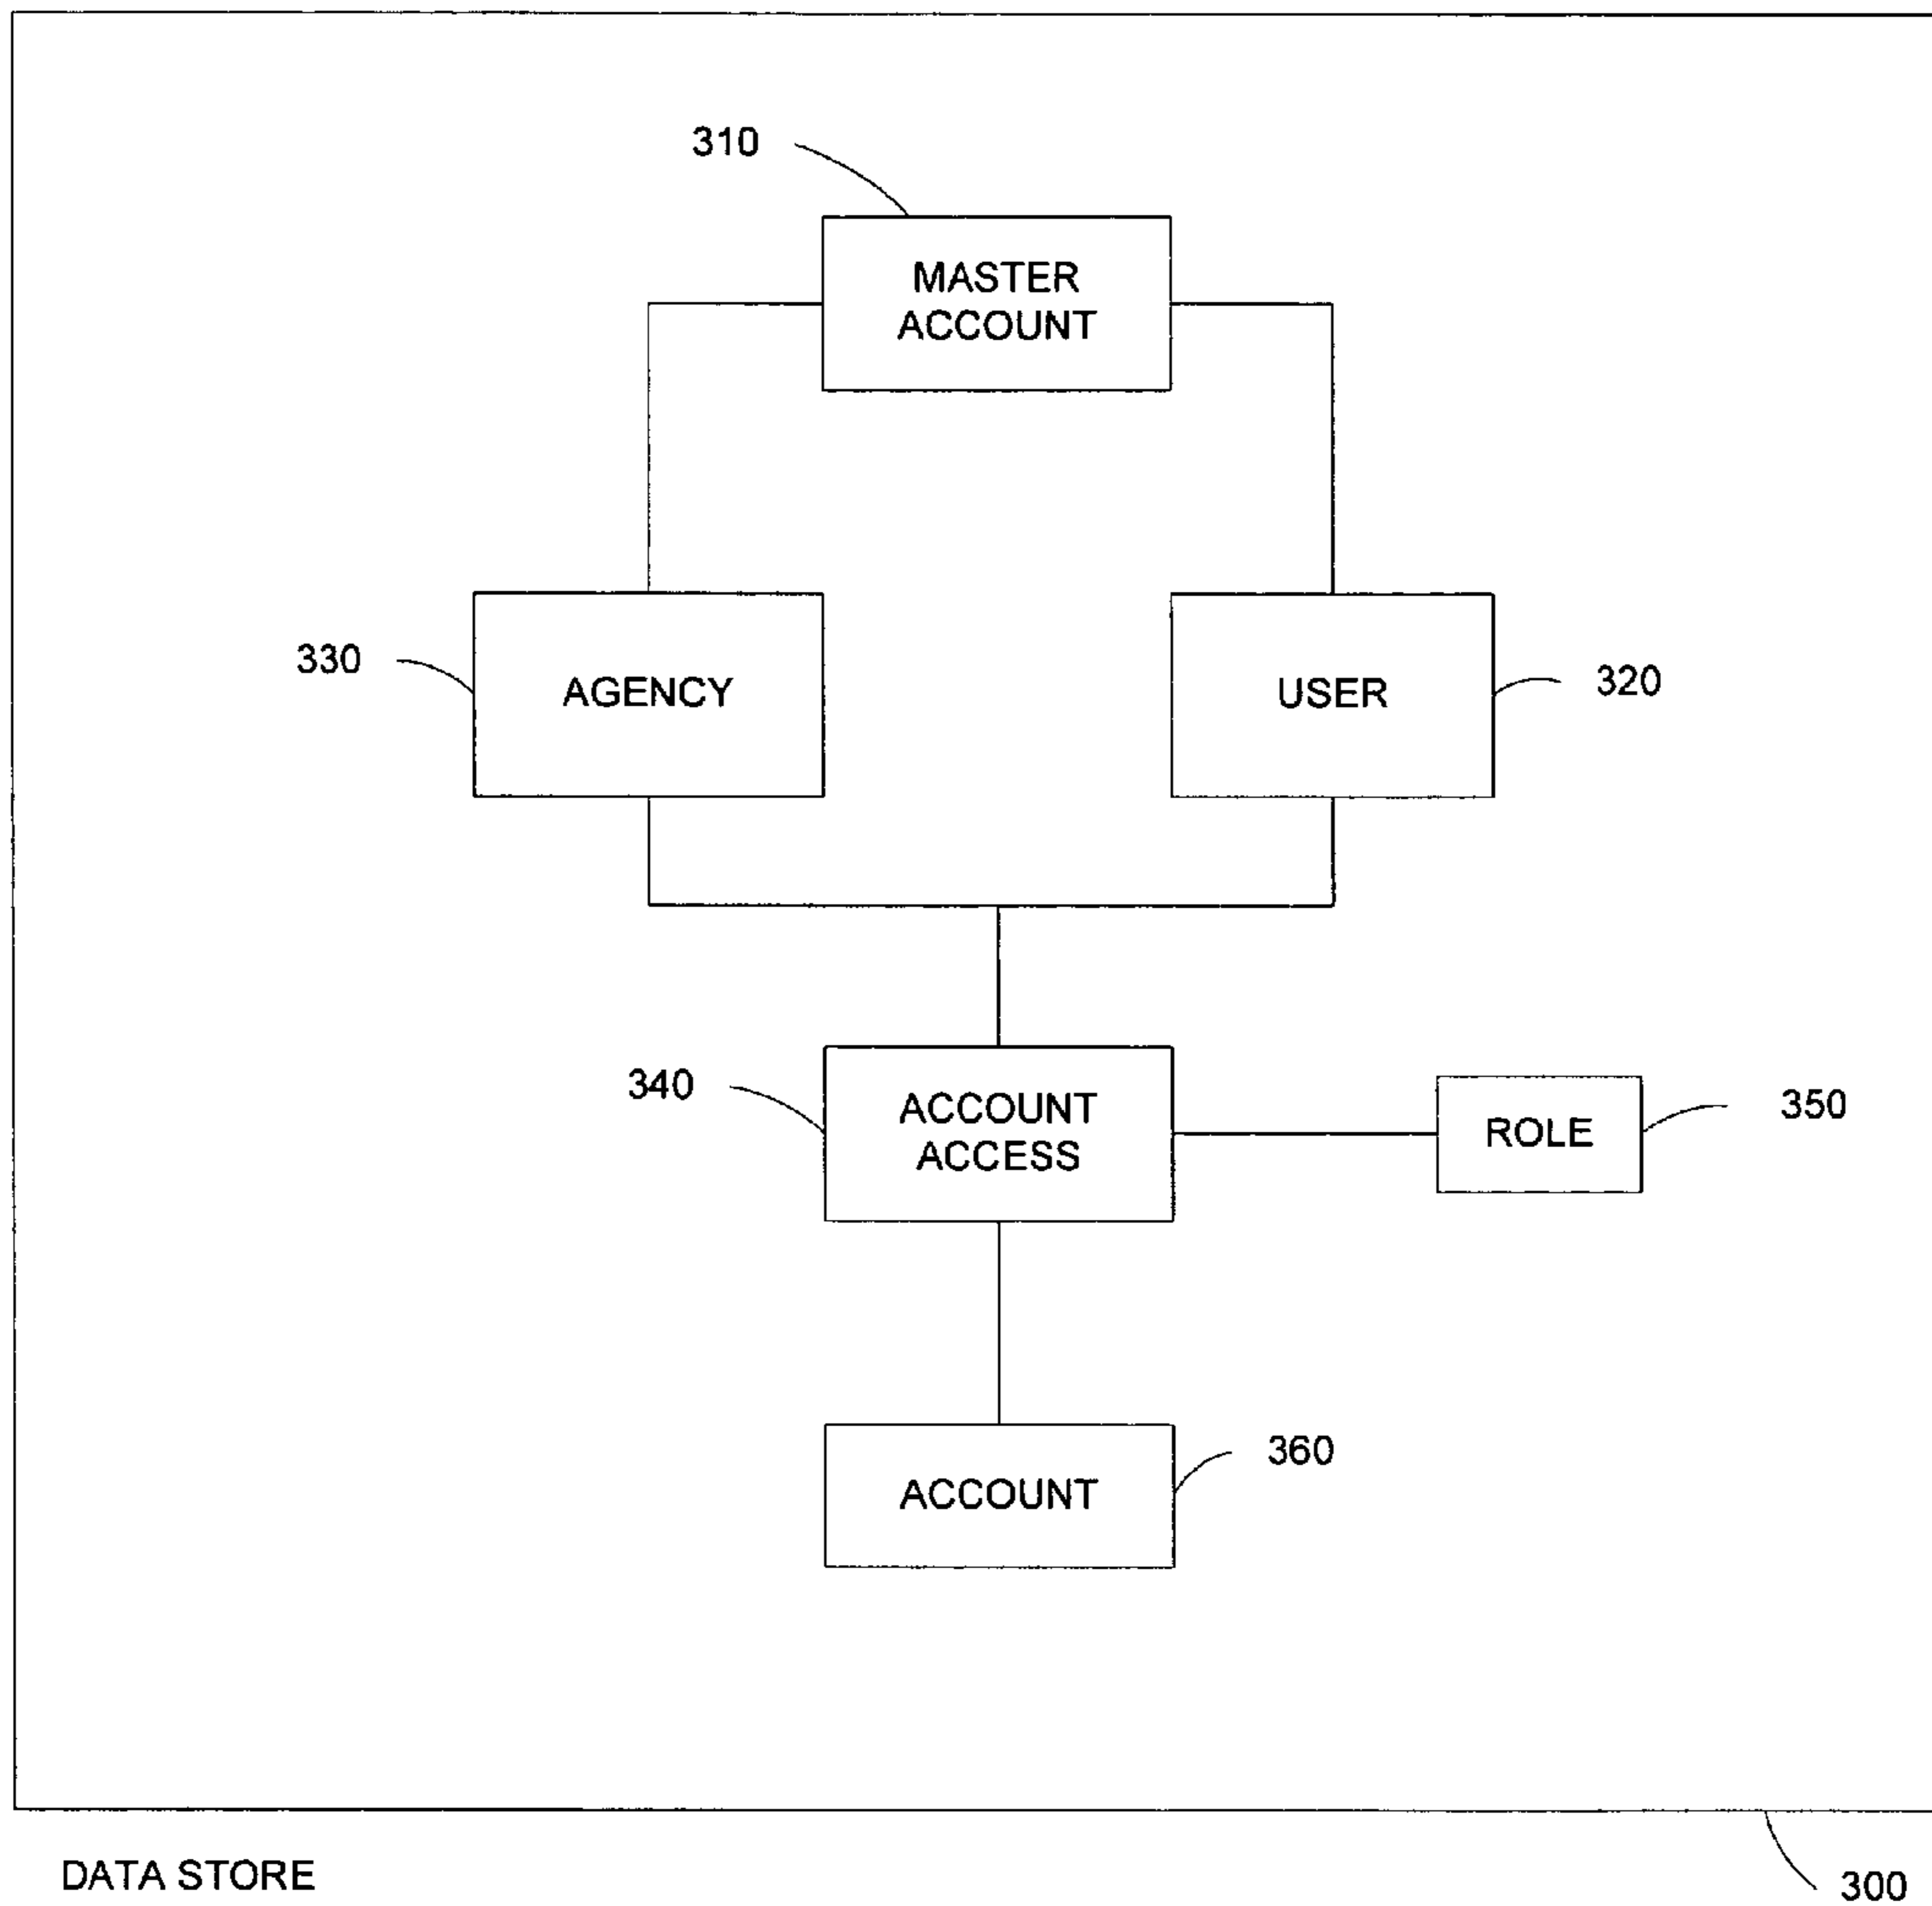 310
MASTER
ACCOUNT
330
AGENCY
USER
320
340
ACCOUNT
ACCESS
ROLE
350
ACCOUNT
360
DATA STORE
300